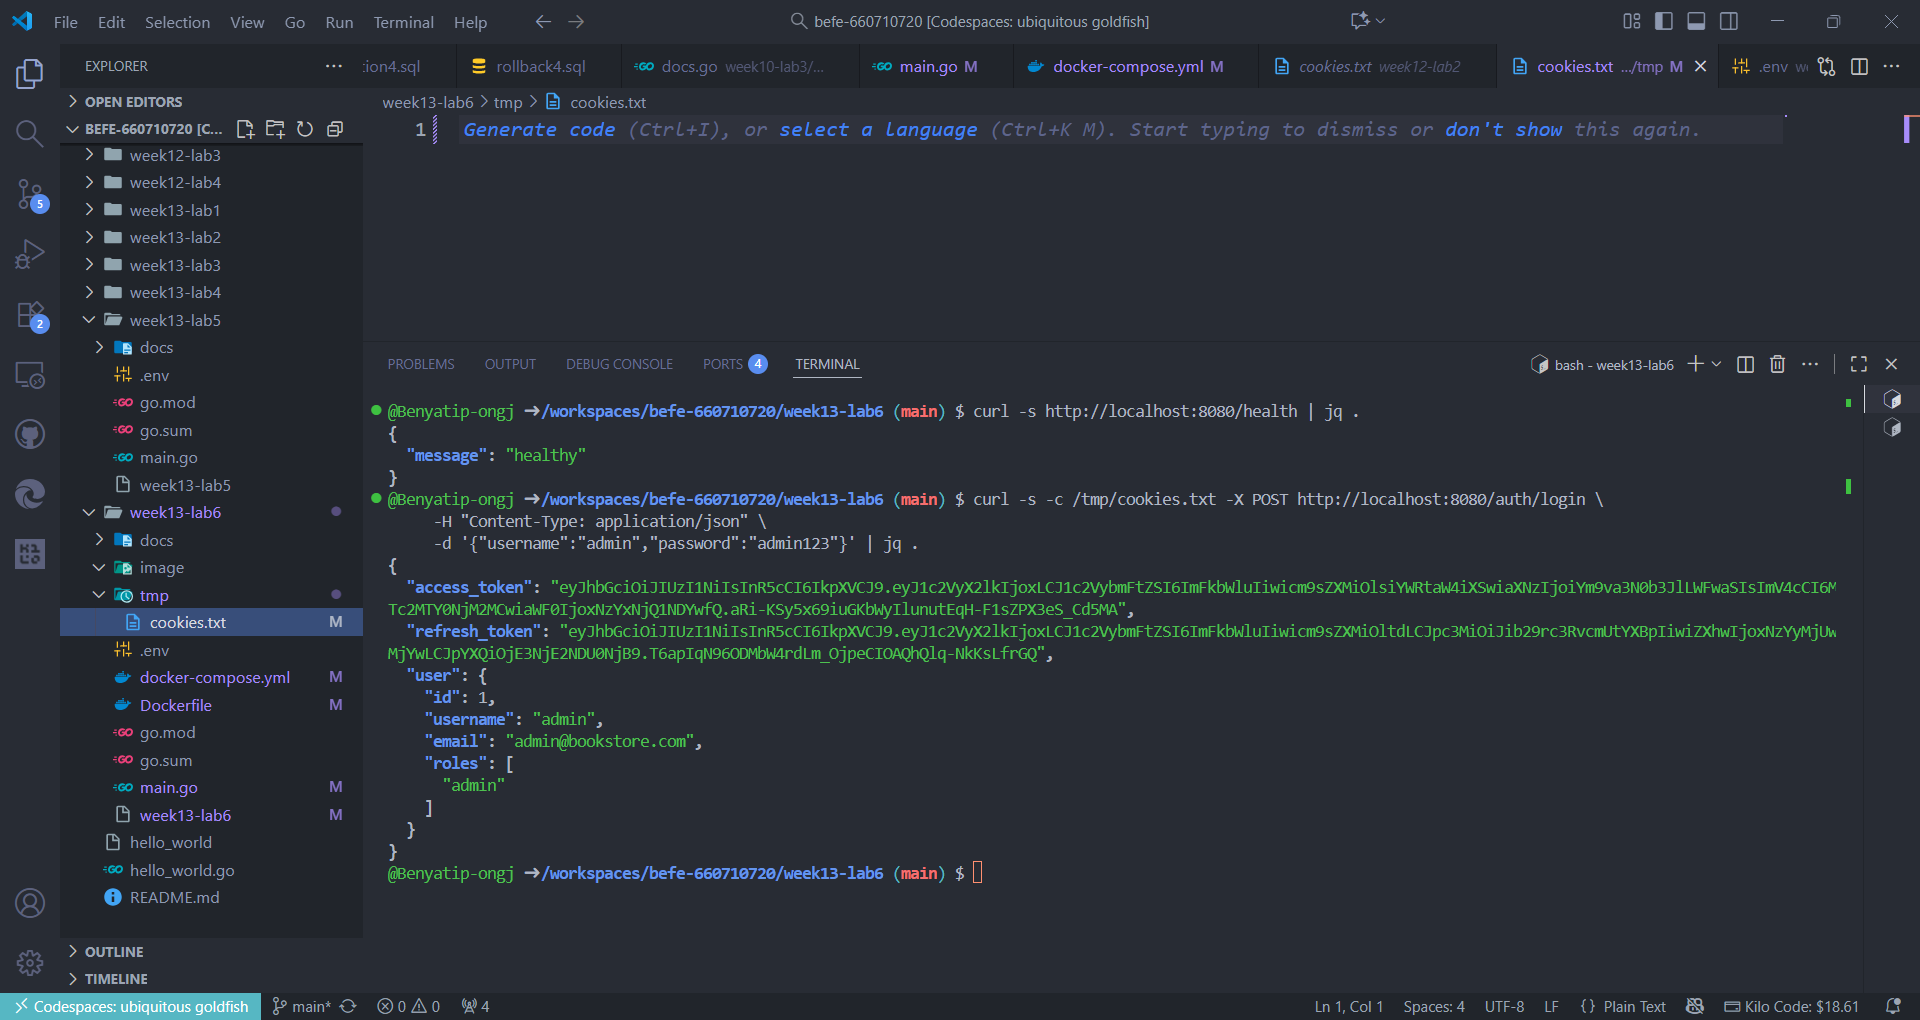 File Edit Selection View Go Run Terminal Help
befe-660710720 [Codespaces: ubiquitous goldfish]
EXPLORER
OPEN EDITORS
BEFE-660710720 [C...
week12-lab3
week12-lab4
week13-lab1
week13-lab2
week13-lab3
week13-lab4
week13-lab5
docs
.env
go.mod
go.sum
main.go
week13-lab5
week13-lab6
docs
image
tmp
cookies.txt M
.env
docker-compose.yml M
Dockerfile M
go.mod
go.sum
main.go M
week13-lab6 M
hello_world
hello_world.go
README.md
OUTLINE
TIMELINE
5
2
:ion4.sql rollback4.sql docs.go week10-lab3/... main.go M docker-compose.yml M cookies.txt week12-lab2 cookies.txt .../tmp M .env
week13-lab6 > tmp > cookies.txt
1 Generate code (Ctrl+I), or select a language (Ctrl+K M). Start typing to dismiss or don't show this again.
PROBLEMS OUTPUT DEBUG CONSOLE PORTS 4 TERMINAL
bash - week13-lab6
@Benyatip-ongj ➜/workspaces/befe-660710720/week13-lab6 (main) $ curl -s http://localhost:8080/health | jq .
{
"message": "healthy"
}
@Benyatip-ongj ➜/workspaces/befe-660710720/week13-lab6 (main) $ curl -s -c /tmp/cookies.txt -X POST http://localhost:8080/auth/login \
-H "Content-Type: application/json" \
-d '{"username":"admin","password":"admin123"}' | jq .
{
"access_token": "eyJhbGciOiJIUzI1NiIsInR5cCI6IkpXVCJ9.eyJ1c2VyX2lkIjoxLCJ1c2VybmFtZSI6ImFkbWluIiwicm9sZXMiOlsiYWRtaW4iXSwiaXNzIjoiYm9va3N0b3JlLWFwaSIsImV4cCI6M
Tc2MTY0NjM2MCwiaWF0IjoxNzYxNjQ1NDYwfQ.aRi-KSy5x69iuGKbWyIlunutEqH-F1sZPX3eS_Cd5MA",
"refresh_token": "eyJhbGciOiJIUzI1NiIsInR5cCI6IkpXVCJ9.eyJ1c2VyX2lkIjoxLCJ1c2VybmFtZSI6ImFkbWluIiwicm9sZXMiOltdLCJpc3MiOiJib29rc3RvcmUtYXBpIiwiZXhwIjoxNzYyMjUw
MjYwLCJpYXQiOjE3NjE2NDU0NjB9.T6apIqN96ODMbW4rdLm_OjpeCIOAQhQlq-NkKsLfrGQ",
"user": {
"id": 1,
"username": "admin",
"email": "admin@bookstore.com",
"roles": [
"admin"
]
}
}
@Benyatip-ongj ➜/workspaces/befe-660710720/week13-lab6 (main) $
Codespaces: ubiquitous goldfish main* 0 0 4
Ln 1, Col 1 Spaces: 4 UTF-8 LF {} Plain Text Kilo Code: $18.61